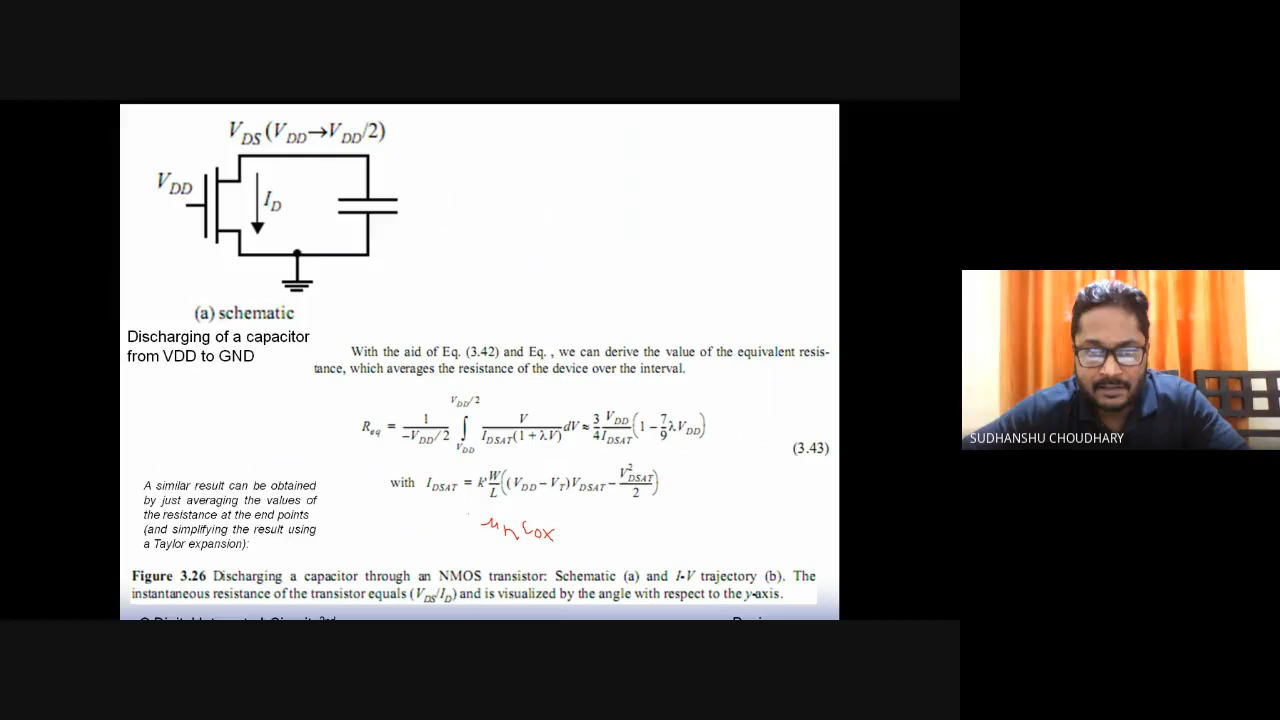 V_DS (V_DD→V_DD/2)
V_DD
I_D
(a) schematic
Discharging of a capacitor
from VDD to GND
With the aid of Eq. (3.42) and Eq. , we can derive the value of the equivalent resis-
tance, which averages the resistance of the device over the interval.
R_eq = 1/(-V_DD/2) ∫_{V_DD}^{V_DD/2} V/(I_DSAT(1 + λV)) dV ≈ 3/4 V_DD/I_DSAT (1 − 7/9 λV_DD)
(3.43)
with I_DSAT = k' W/L ((V_DD − V_T)V_DSAT − V²_DSAT/2)
μn Cox
A similar result can be obtained
by just averaging the values of
the resistance at the end points
(and simplifying the result using
a Taylor expansion):
Figure 3.26 Discharging a capacitor through an NMOS transistor: Schematic (a) and I-V trajectory (b). The
instantaneous resistance of the transistor equals (V_DS/I_D) and is visualized by the angle with respect to the y-axis.
SUDHANSHU CHOUDHARY